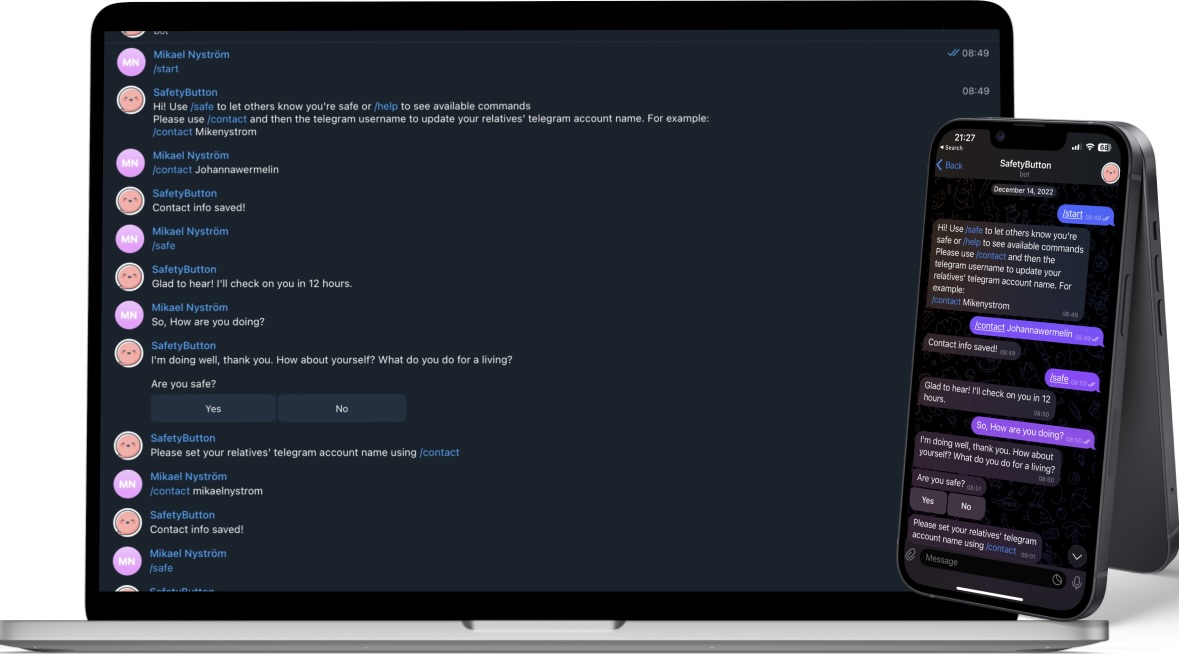 bot
MN
Mikael Nyström
08:49
/start
SafetyButton
08:49
Hi! Use /safe to let others know you're safe or /help to see available commands
Please use /contact and then the telegram username to update your relatives' telegram account name. For example:
/contact Mikenystrom
MN
Mikael Nyström
/contact Johannawermelin
SafetyButton
Contact info saved!
MN
Mikael Nyström
/safe
SafetyButton
Glad to hear! I'll check on you in 12 hours.
MN
Mikael Nyström
So, How are you doing?
SafetyButton
I'm doing well, thank you. How about yourself? What do you do for a living?
Are you safe?
Yes No
SafetyButton
Please set your relatives' telegram account name using /contact
MN
Mikael Nyström
/contact mikaelnystrom
SafetyButton
Contact info saved!
MN
Mikael Nyström
/safe
SafetyButton
21:27
68
Search
Back
SafetyButton
bot
December 14, 2022
/start 08:49
Hi! Use /safe to let others know you're
safe or /help to see available commands
Please use /contact and then the
telegram username to update your
relatives' telegram account name. For
example:
/contact Mikenystrom
08:49
/contact Johannawermelin 08:49
Contact info saved! 08:49
/safe 08:50
Glad to hear! I'll check on you in 12
hours.
08:50
So, How are you doing? 08:50
I'm doing well, thank you. How about
yourself? What do you do for a living?
08:50
Are you safe? 08:51
Yes No
Please set your relatives' telegram
account name using /contact 09:01
Message